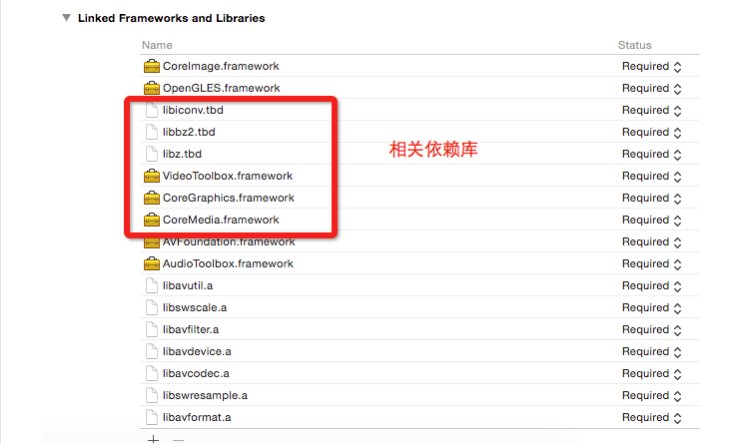 Linked Frameworks and Libraries
Name Status
CoreImage.framework Required
OpenGLES.framework Required
libiconv.tbd Required
libbz2.tbd Required
libz.tbd Required
相关依赖库
VideoToolbox.framework Required
CoreGraphics.framework Required
CoreMedia.framework Required
AVFoundation.framework Required
AudioToolbox.framework Required
libavutil.a Required
libswscale.a Required
libavfilter.a Required
libavdevice.a Required
libavcodec.a Required
libswresample.a Required
libavformat.a Required